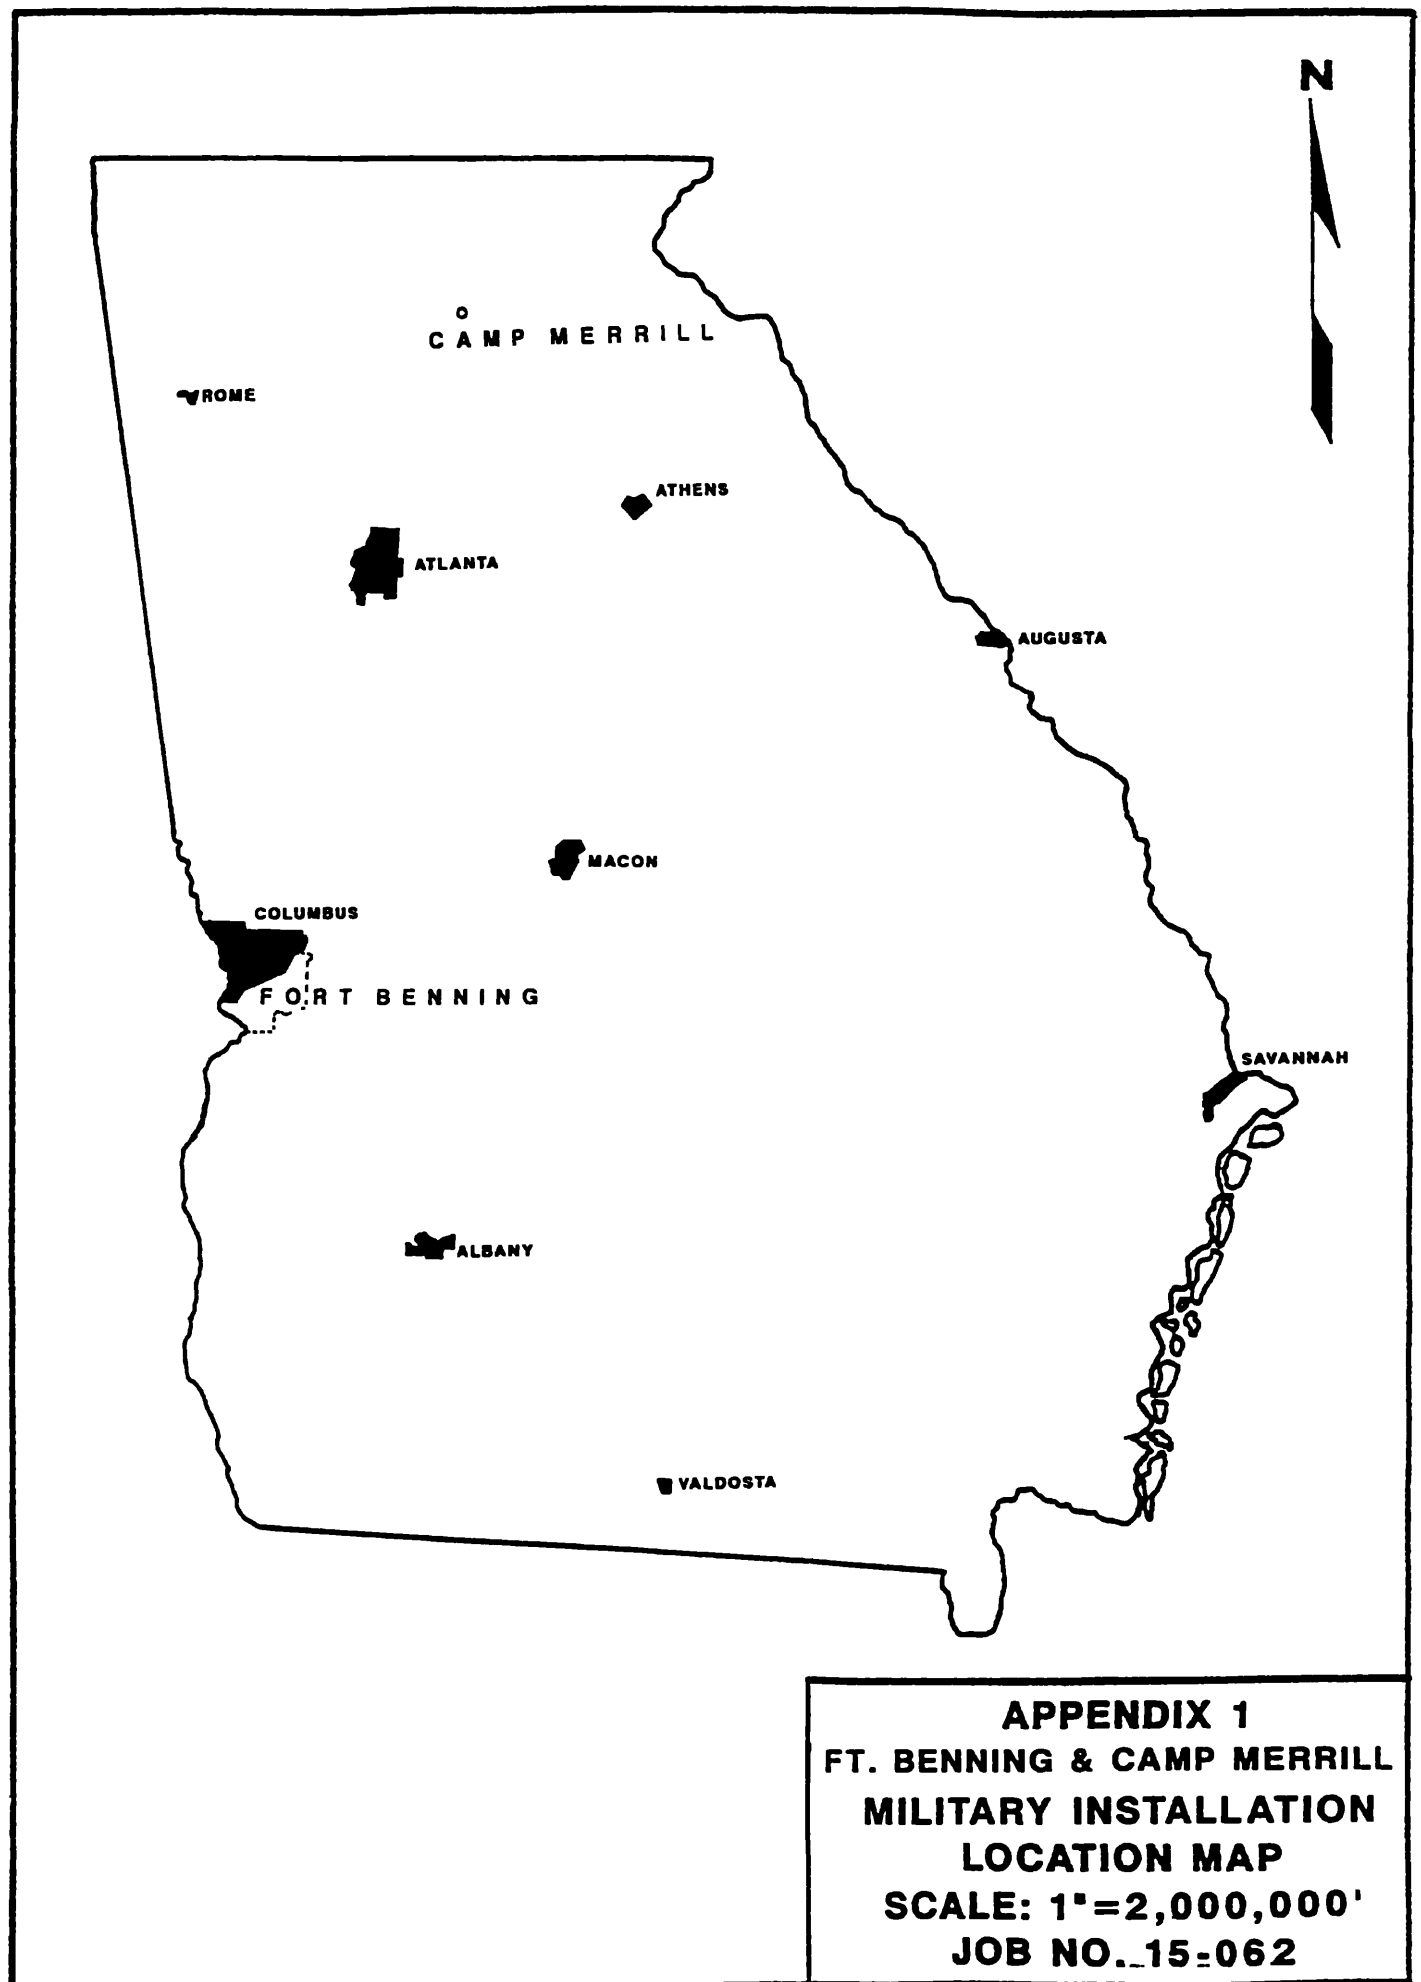 N
CAMP MERRILL
ROME
ATHENS
ATLANTA
AUGUSTA
MACON
COLUMBUS
FORT BENNING
SAVANNAH
ALBANY
VALDOSTA
APPENDIX 1
FT. BENNING & CAMP MERRILL
MILITARY INSTALLATION
LOCATION MAP
SCALE: 1"=2,000,000'
JOB NO. 15-062